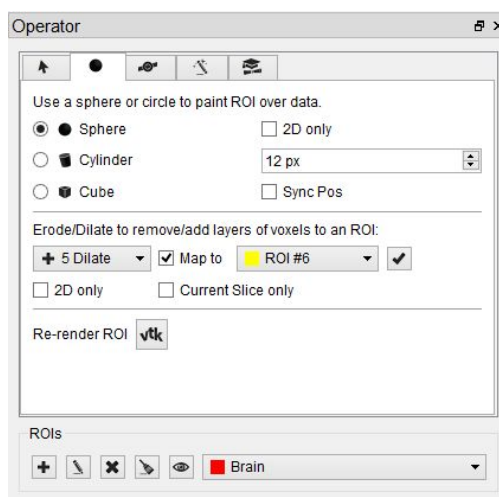 Operator
Use a sphere or circle to paint ROI over data.
Sphere
2D only
Cylinder
12 px
Cube
Sync Pos
Erode/Dilate to remove/add layers of voxels to an ROI:
5 Dilate
Map to
ROI #6
2D only
Current Slice only
Re-render ROI
vtk
ROIs
Brain